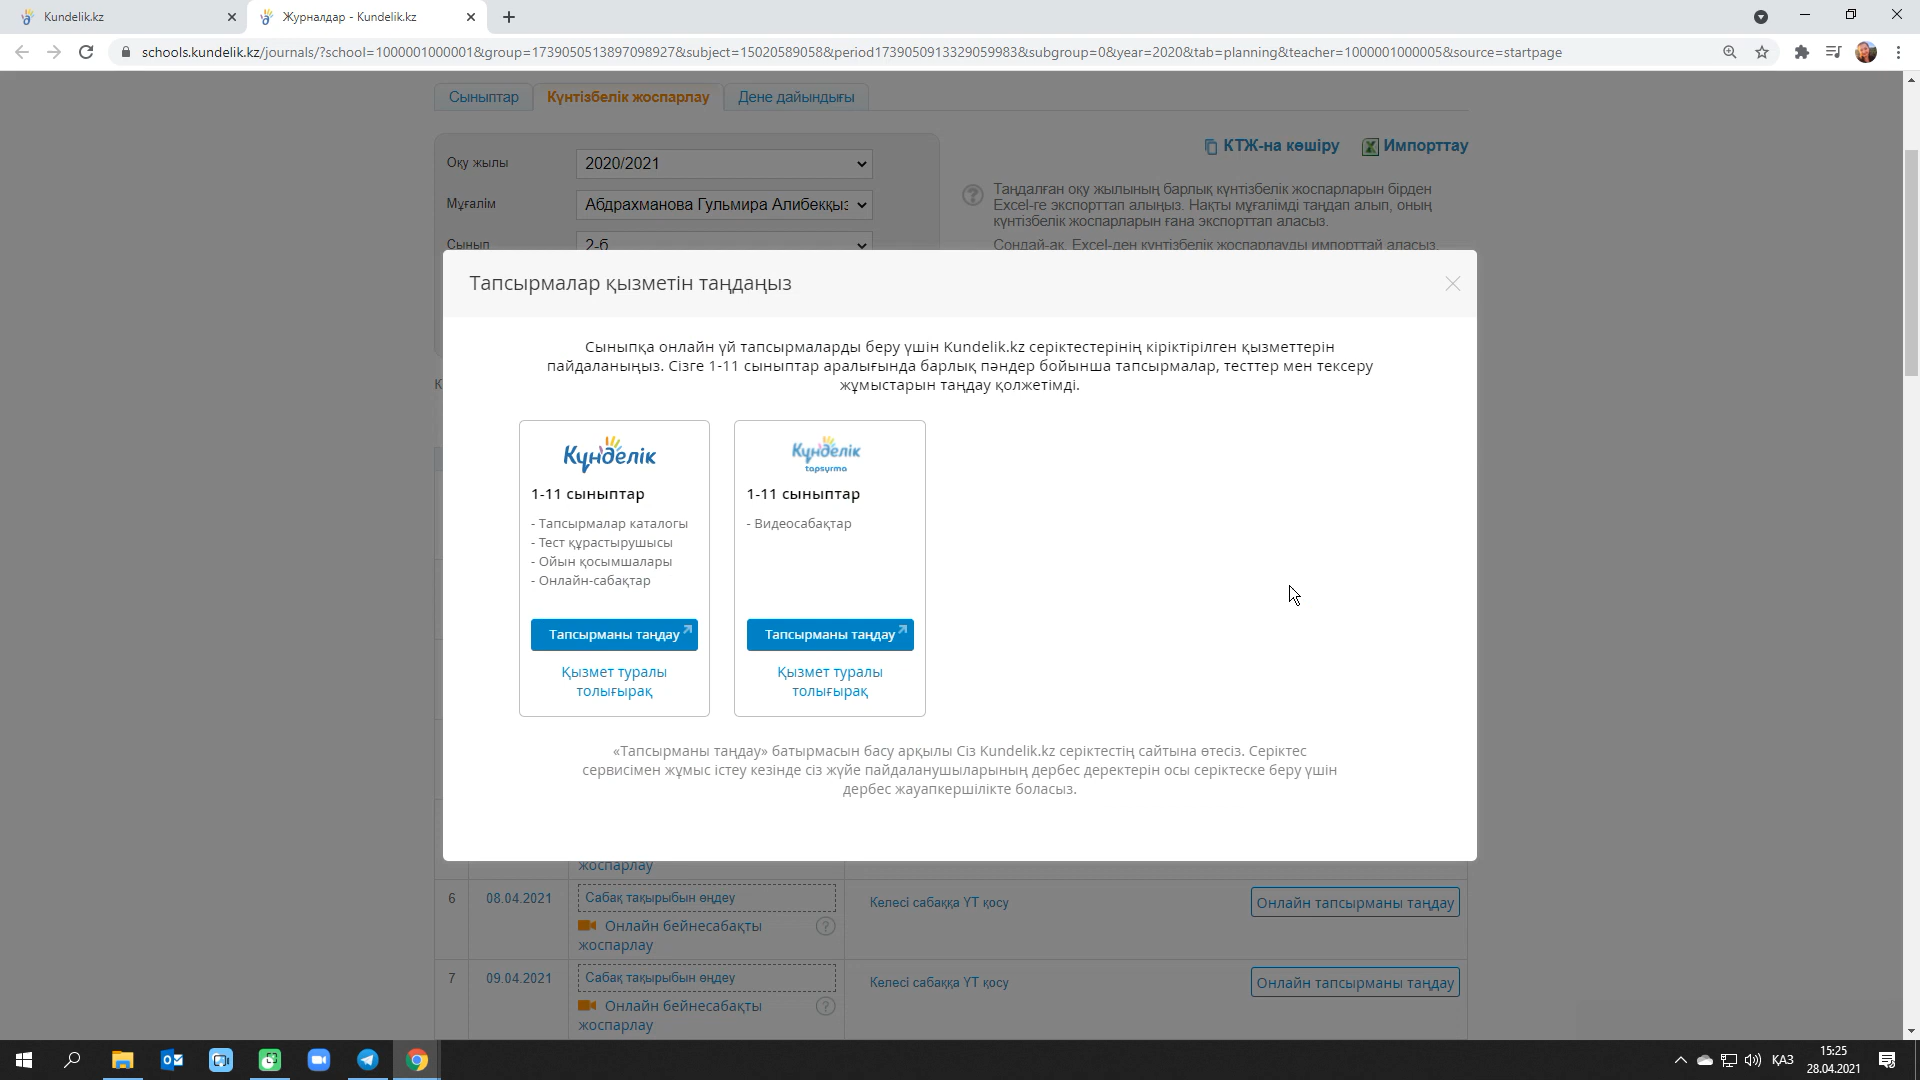 Kundelik.kz
Журналдар - Kundelik.kz
schools.kundelik.kz/journals/?school=1000001000001&group=1739050513897098927&subject=15020589058&period1739050913329059983&subgroup=0&year=2020&tab=planning&teacher=1000001000005&source=startpage
Сыныптар Күнтізбелік жоспарлау Дене дайындығы
КТЖ-на көшіру Импорттау
Оқу жылы 2020/2021
Мұғалім Абдрахманова Гульмира Алибекқыз
Сынып 2-б
Таңдалған оқу жылының барлық күнтізбелік жоспарларын бірден
Excel-ге экспорттап алыңыз. Нақты мұғалімді таңдап алып, оның
күнтізбелік жоспарларын ғана экспорттап аласыз.
Сондай-ақ, Excel-ден күнтізбелік жоспарлауды импорттай аласыз.
Тапсырмалар қызметін таңдаңыз
Сыныпқа онлайн үй тапсырмаларды беру үшін Kundelik.kz серіктестерінің кіріктірілген қызметтерін
пайдаланыңыз. Сізге 1-11 сыныптар аралығында барлық пәндер бойынша тапсырмалар, тесттер мен тексеру
жұмыстарын таңдау қолжетімді.
Күнделік
1-11 сыныптар
- Тапсырмалар каталогы
- Тест құрастырушысы
- Ойын қосымшалары
- Онлайн-сабақтар
Тапсырманы таңдау
Қызмет туралы
толығырақ
Күнделік
tapsyrma
1-11 сыныптар
- Видеосабақтар
Тапсырманы таңдау
Қызмет туралы
толығырақ
«Тапсырманы таңдау» батырмасын басу арқылы Сіз Kundelik.kz серіктестің сайтына өтесіз. Серіктес
сервисімен жұмыс істеу кезінде сіз жүйе пайдаланушыларының дербес деректерін осы серіктеске беру үшін
дербес жауапкершілікте боласыз.
жоспарлау
6 08.04.2021 Сабақ тақырыбын өңдеу Келесі сабаққа ҮТ қосу Онлайн тапсырманы таңдау
Онлайн бейнесабақты ?
жоспарлау
7 09.04.2021 Сабақ тақырыбын өңдеу Келесі сабаққа ҮТ қосу Онлайн тапсырманы таңдау
Онлайн бейнесабақты ?
жоспарлау
ҚАЗ
15:25
28.04.2021